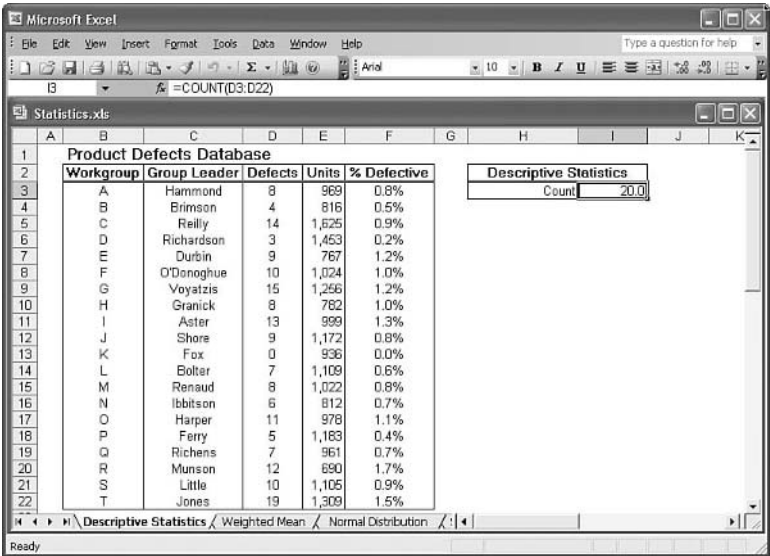 Microsoft Excel
File Edit View Insert Format Tools Data Window Help Type a question for help
Arial 10 B I U
I3 fx =COUNT(D3:D22)
Statistics.xls
A B C D E F G H I J K
1 Product Defects Database
2 Workgroup Group Leader Defects Units % Defective Descriptive Statistics
3 A Hammond 8 969 0.8% Count 20.0
4 B Brimson 4 816 0.5%
5 C Reilly 14 1,625 0.9%
6 D Richardson 3 1,453 0.2%
7 E Durbin 9 767 1.2%
8 F O'Donoghue 10 1,024 1.0%
9 G Voyatzis 15 1,256 1.2%
10 H Granick 8 782 1.0%
11 I Aster 13 999 1.3%
12 J Shore 9 1,172 0.8%
13 K Fox 0 936 0.0%
14 L Bolter 7 1,109 0.6%
15 M Renaud 8 1,022 0.8%
16 N Ibbitson 6 812 0.7%
17 O Harper 11 978 1.1%
18 P Ferry 5 1,183 0.4%
19 Q Richens 7 961 0.7%
20 R Munson 12 690 1.7%
21 S Little 10 1,105 0.9%
22 T Jones 19 1,309 1.5%
Descriptive Statistics Weighted Mean Normal Distribution
Ready